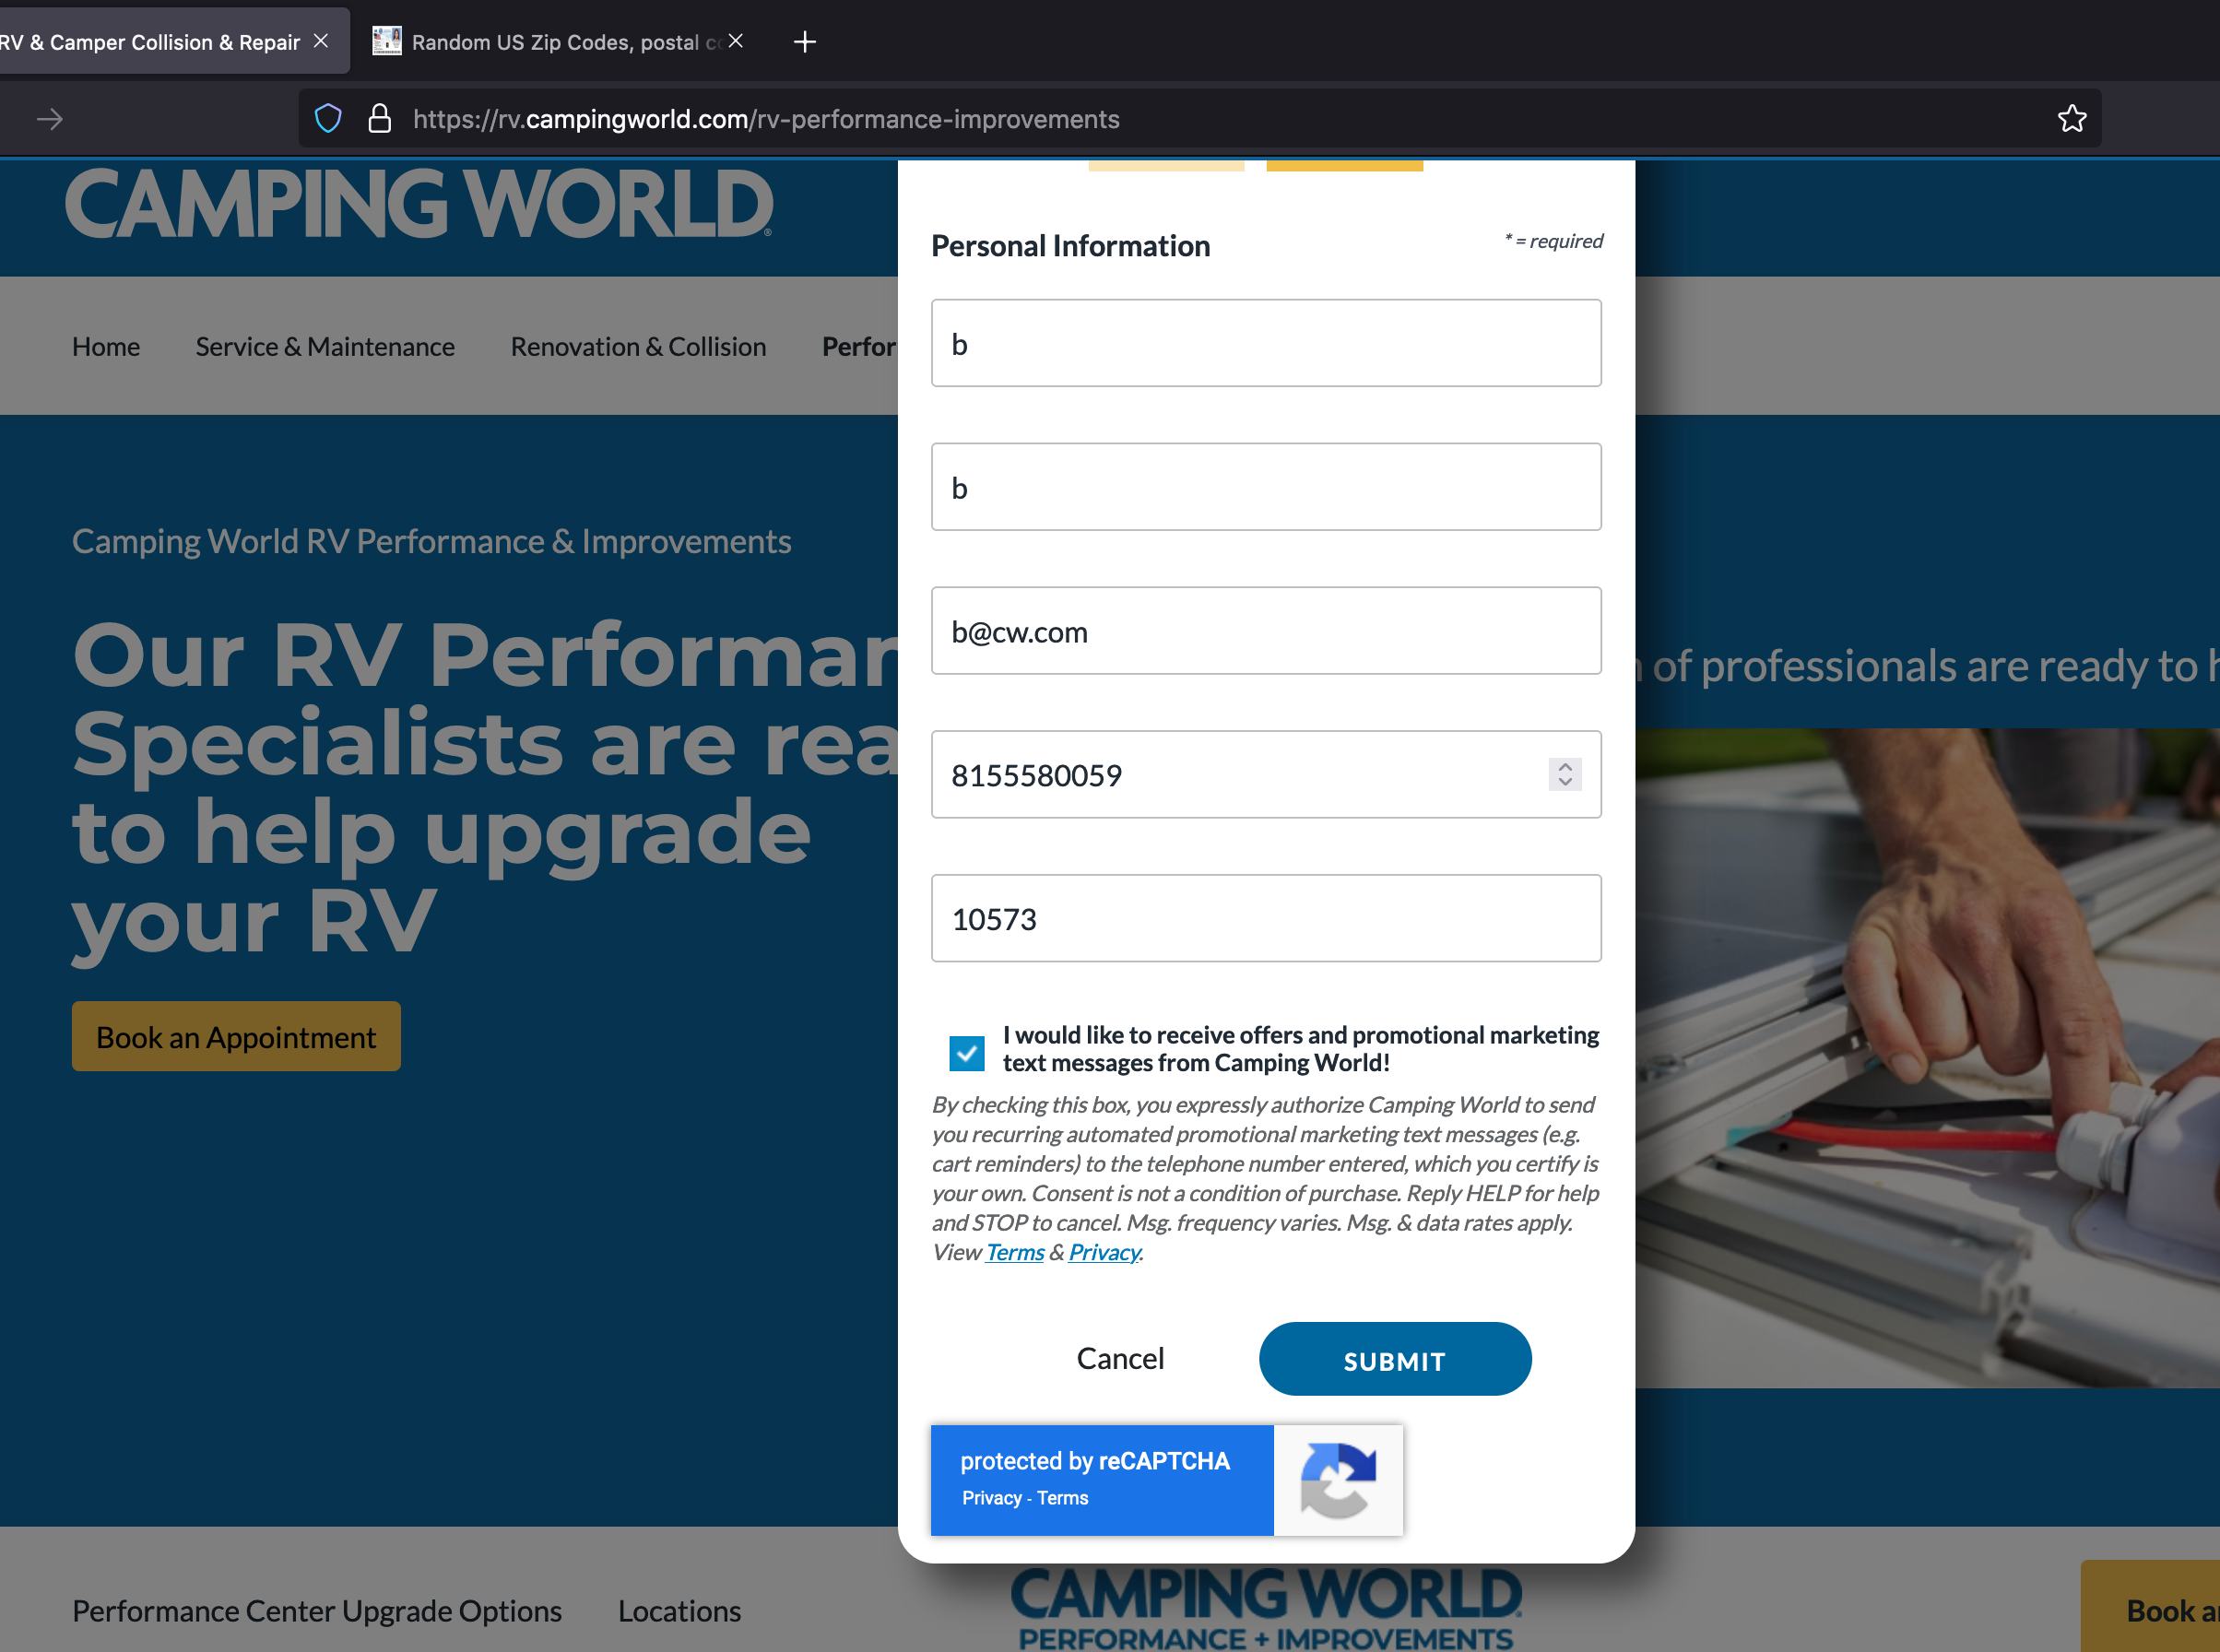 RV & Camper Collision & Repair
Random US Zip Codes, postal
https://rv.campingworld.com/rv-performance-improvements
CAMPING WORLD®
Home Service & Maintenance Renovation & Collision Perfor
Camping World RV Performance & Improvements
Our RV Performan
Specialists are rea
to help upgrade
your RV
Book an Appointment
of professionals are ready to h
Personal Information
* = required
b
b
b@cw.com
8155580059
10573
I would like to receive offers and promotional marketing
text messages from Camping World!
By checking this box, you expressly authorize Camping World to send
you recurring automated promotional marketing text messages (e.g.
cart reminders) to the telephone number entered, which you certify is
your own. Consent is not a condition of purchase. Reply HELP for help
and STOP to cancel. Msg. frequency varies. Msg. & data rates apply.
View Terms & Privacy.
Cancel SUBMIT
protected by reCAPTCHA
Privacy - Terms
Performance Center Upgrade Options Locations
CAMPING WORLD
PERFORMANCE + IMPROVEMENTS
Book a